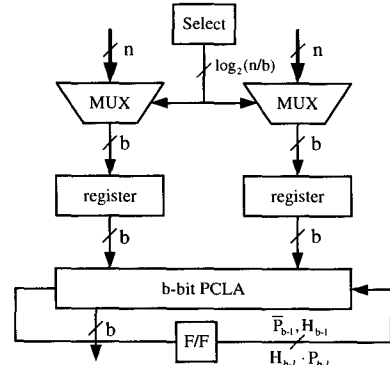 Select
n
n
log₂(n/b)
MUX
MUX
b
b
register
register
b
b
b-bit PCLA
b
F/F
P̅b-1, Hb-1
Hb-1 · Pb-1